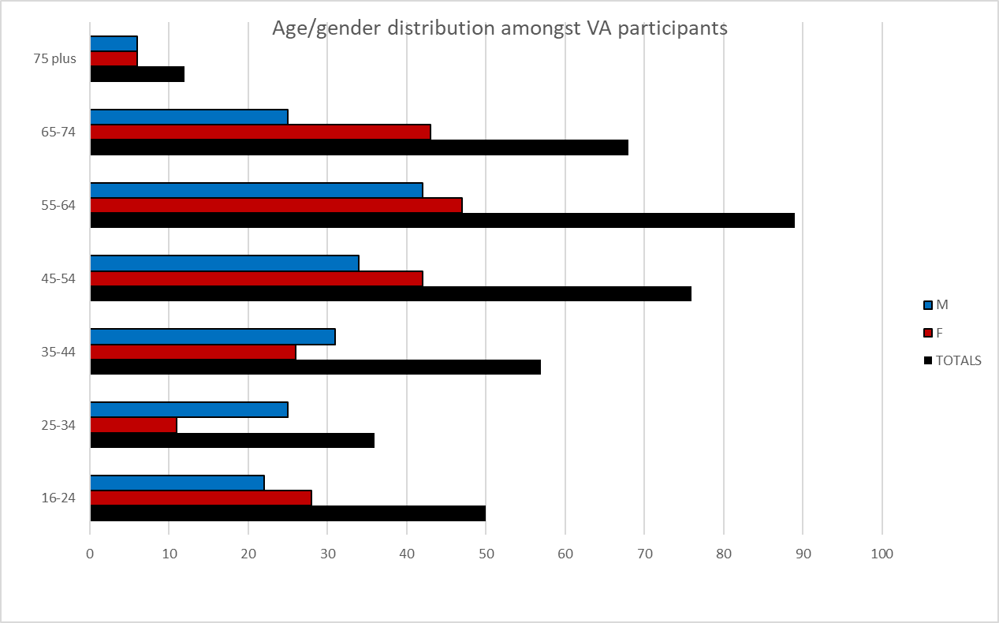 Age/gender distribution amongst VA participants
75 plus
65-74
55-64
45-54
35-44
25-34
16-24
0 10 20 30 40 50 60 70 80 90 100
M
F
TOTALS